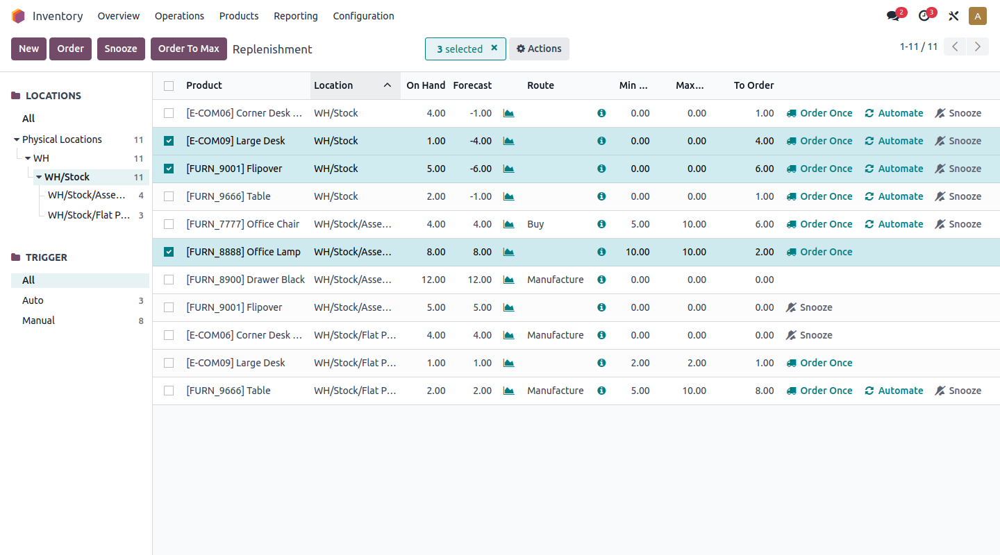 Inventory Overview Operations Products Reporting Configuration 2 3 A
New Order Snooze Order To Max Replenishment 3 selected Actions 1-11 / 11
LOCATIONS
All
Physical Locations 11
WH 11
WH/Stock 11
WH/Stock/Asse... 4
WH/Stock/Flat P... 3
TRIGGER
All
Auto 3
Manual 8
Product Location On Hand Forecast Route Min ... Max... To Order
[E-COM06] Corner Desk ... WH/Stock 4.00 -1.00 0.00 0.00 1.00 Order Once Automate Snooze
[E-COM09] Large Desk WH/Stock 1.00 -4.00 0.00 0.00 4.00 Order Once Automate Snooze
[FURN_9001] Flipover WH/Stock 5.00 -6.00 0.00 0.00 6.00 Order Once Automate Snooze
[FURN_9666] Table WH/Stock 2.00 -1.00 0.00 0.00 1.00 Order Once Automate Snooze
[FURN_7777] Office Chair WH/Stock/Asse... 4.00 4.00 Buy 5.00 10.00 6.00 Order Once Automate Snooze
[FURN_8888] Office Lamp WH/Stock/Asse... 8.00 8.00 10.00 10.00 2.00 Order Once
[FURN_8900] Drawer Black WH/Stock/Asse... 12.00 12.00 Manufacture 0.00 0.00 0.00
[FURN_9001] Flipover WH/Stock/Asse... 5.00 5.00 0.00 0.00 0.00 Snooze
[E-COM06] Corner Desk ... WH/Stock/Flat P... 4.00 4.00 Manufacture 0.00 0.00 0.00 Snooze
[E-COM09] Large Desk WH/Stock/Flat P... 1.00 1.00 2.00 2.00 1.00 Order Once
[FURN_9666] Table WH/Stock/Flat P... 2.00 2.00 Manufacture 5.00 10.00 8.00 Order Once Automate Snooze